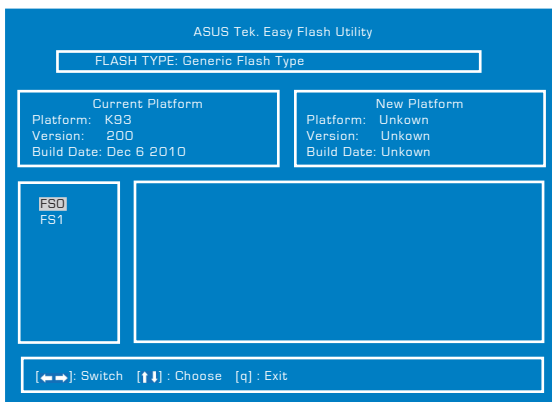 ASUS Tek. Easy Flash Utility
FLASH TYPE: Generic Flash Type
Current Platform
Platform: K93
Version: 200
Build Date: Dec 6 2010
New Platform
Platform: Unkown
Version: Unkown
Build Date: Unkown
FS0
FS1
[←→]: Switch [↑↓] : Choose [q] : Exit